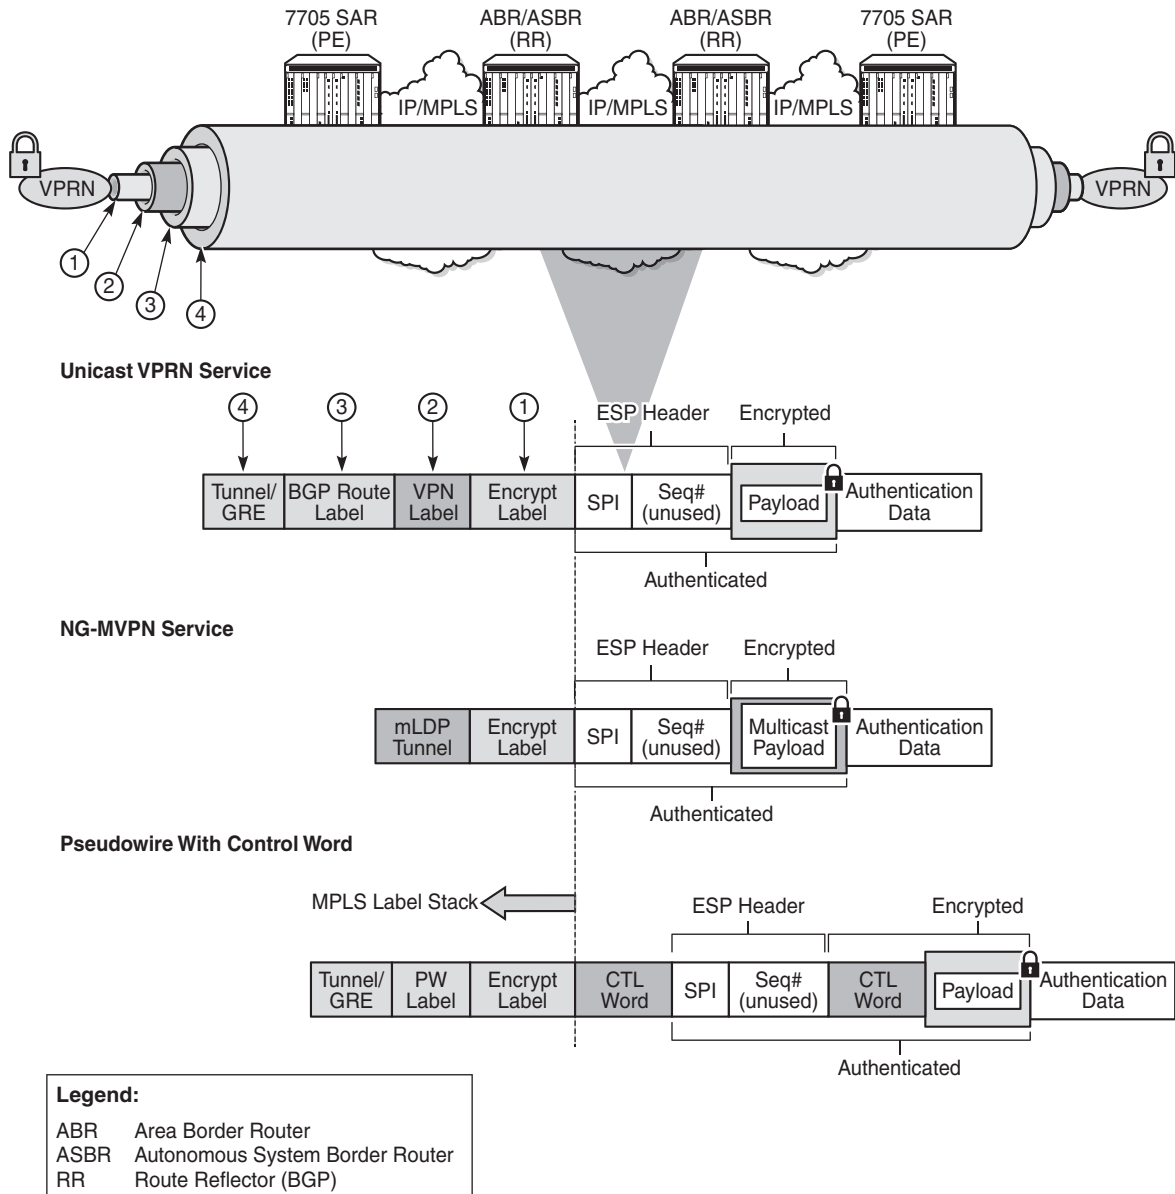 7705 SAR
(PE)
ABR/ASBR
(RR)
ABR/ASBR
(RR)
7705 SAR
(PE)
IP/MPLS
IP/MPLS
IP/MPLS
VPRN
VPRN
1
2
3
4
Unicast VPRN Service
4
3
2
1
ESP Header
Encrypted
Tunnel/
GRE
BGP Route
Label
VPN
Label
Encrypt
Label
SPI
Seq#
(unused)
Payload
Authentication
Data
Authenticated
NG-MVPN Service
ESP Header
Encrypted
mLDP
Tunnel
Encrypt
Label
SPI
Seq#
(unused)
Multicast
Payload
Authentication
Data
Authenticated
Pseudowire With Control Word
MPLS Label Stack
ESP Header
Encrypted
Tunnel/
GRE
PW
Label
Encrypt
Label
CTL
Word
SPI
Seq#
(unused)
CTL
Word
Payload
Authentication
Data
Authenticated
Legend:
ABR Area Border Router
ASBR Autonomous System Border Router
RR Route Reflector (BGP)